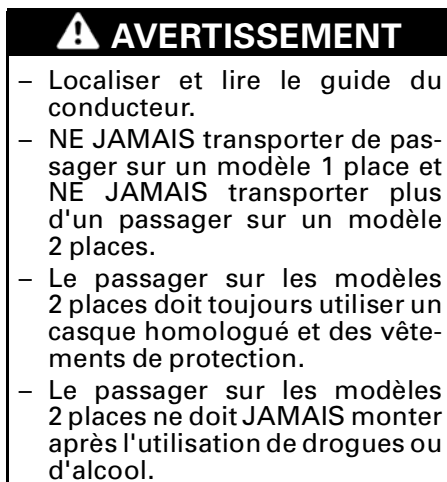 AVERTISSEMENT
– Localiser et lire le guide du
conducteur.
– NE JAMAIS transporter de pas-
sager sur un modèle 1 place et
NE JAMAIS transporter plus
d'un passager sur un modèle
2 places.
– Le passager sur les modèles
2 places doit toujours utiliser un
casque homologué et des vête-
ments de protection.
– Le passager sur les modèles
2 places ne doit JAMAIS monter
après l'utilisation de drogues ou
d'alcool.